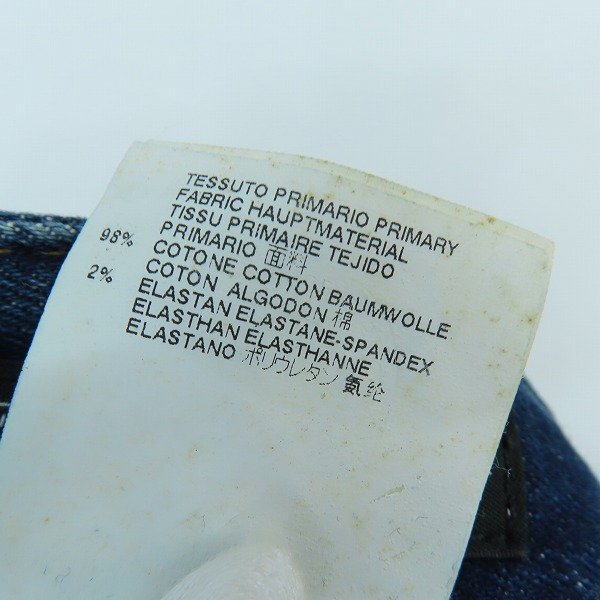 TESSUTO PRIMARIO PRIMARY
FABRIC HAUPTMATERIAL
TISSU PRIMAIRE TEJIDO
PRIMARIO 面料
98% COTONE COTTON BAUMWOLLE
COTON ALGODON 棉
2% ELASTAN ELASTANE-SPANDEX
ELASTHAN ELASTHANNE
ELASTANO ポリウレタン 氨纶